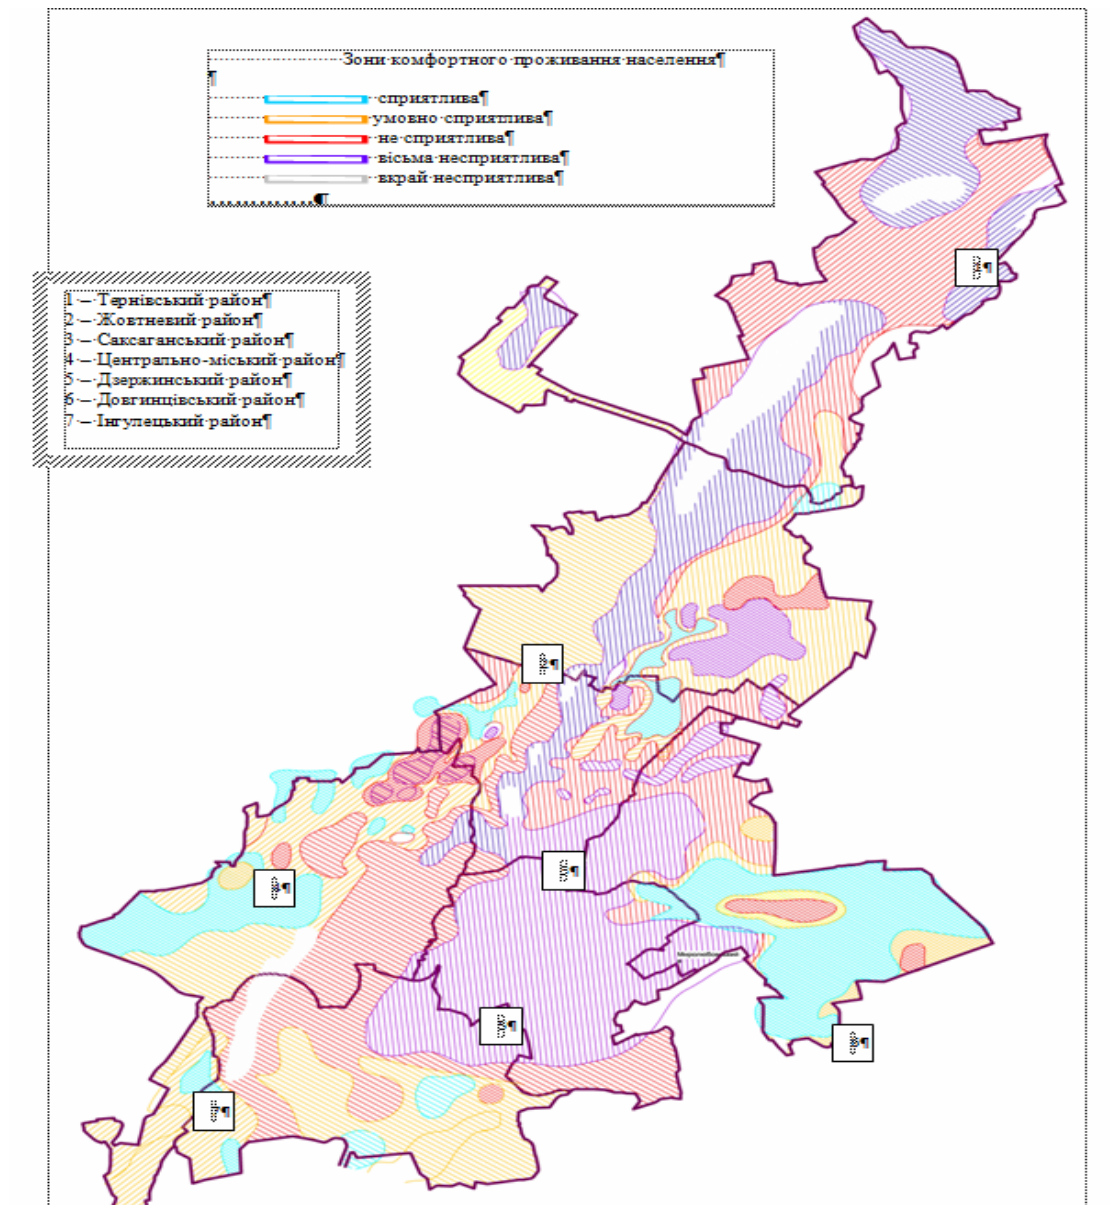 Зони·комфортного·проживання·населення¶
¶
сприятлива¶
умовно·сприятлива¶
не·сприятлива¶
вісьма·несприятлива¶
вкрай·несприятлива¶
¶
1·–·Тернівський·район¶
2·–·Жовтневий·район¶
3·–·Саксаганський·район¶
4·–·Центрально-міський·район¶
5·–·Дзержинський·район¶
6·–·Довгинцівський·район¶
7·–·Інгулецький·район¶
7¶